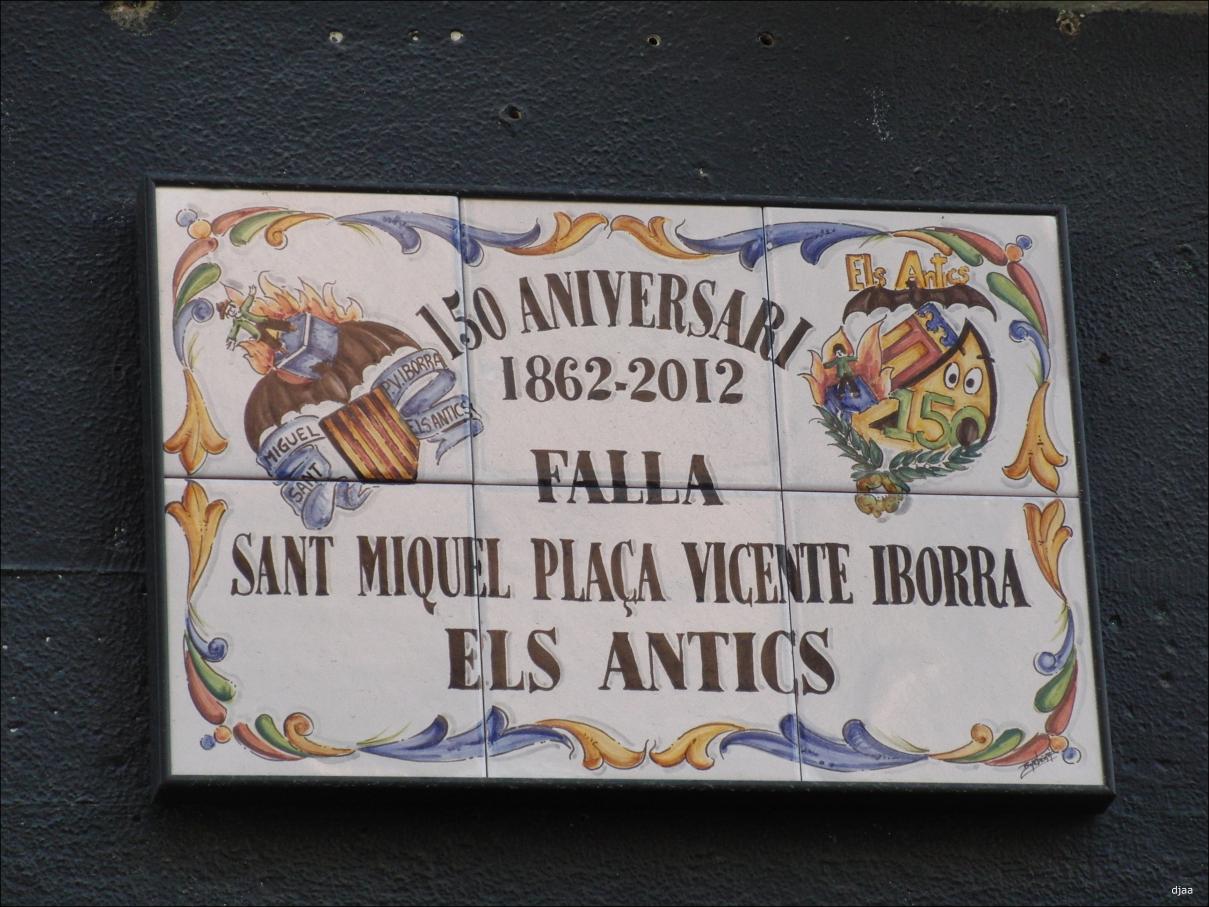 Els Antics
150 ANIVERSARI
1862-2012
P.V. IBORRA
ELS ANTICS
MIGUEL
SANT
150
FALLA
SANT MIQUEL PLAÇA VICENTE IBORRA
ELS ANTICS
djaa